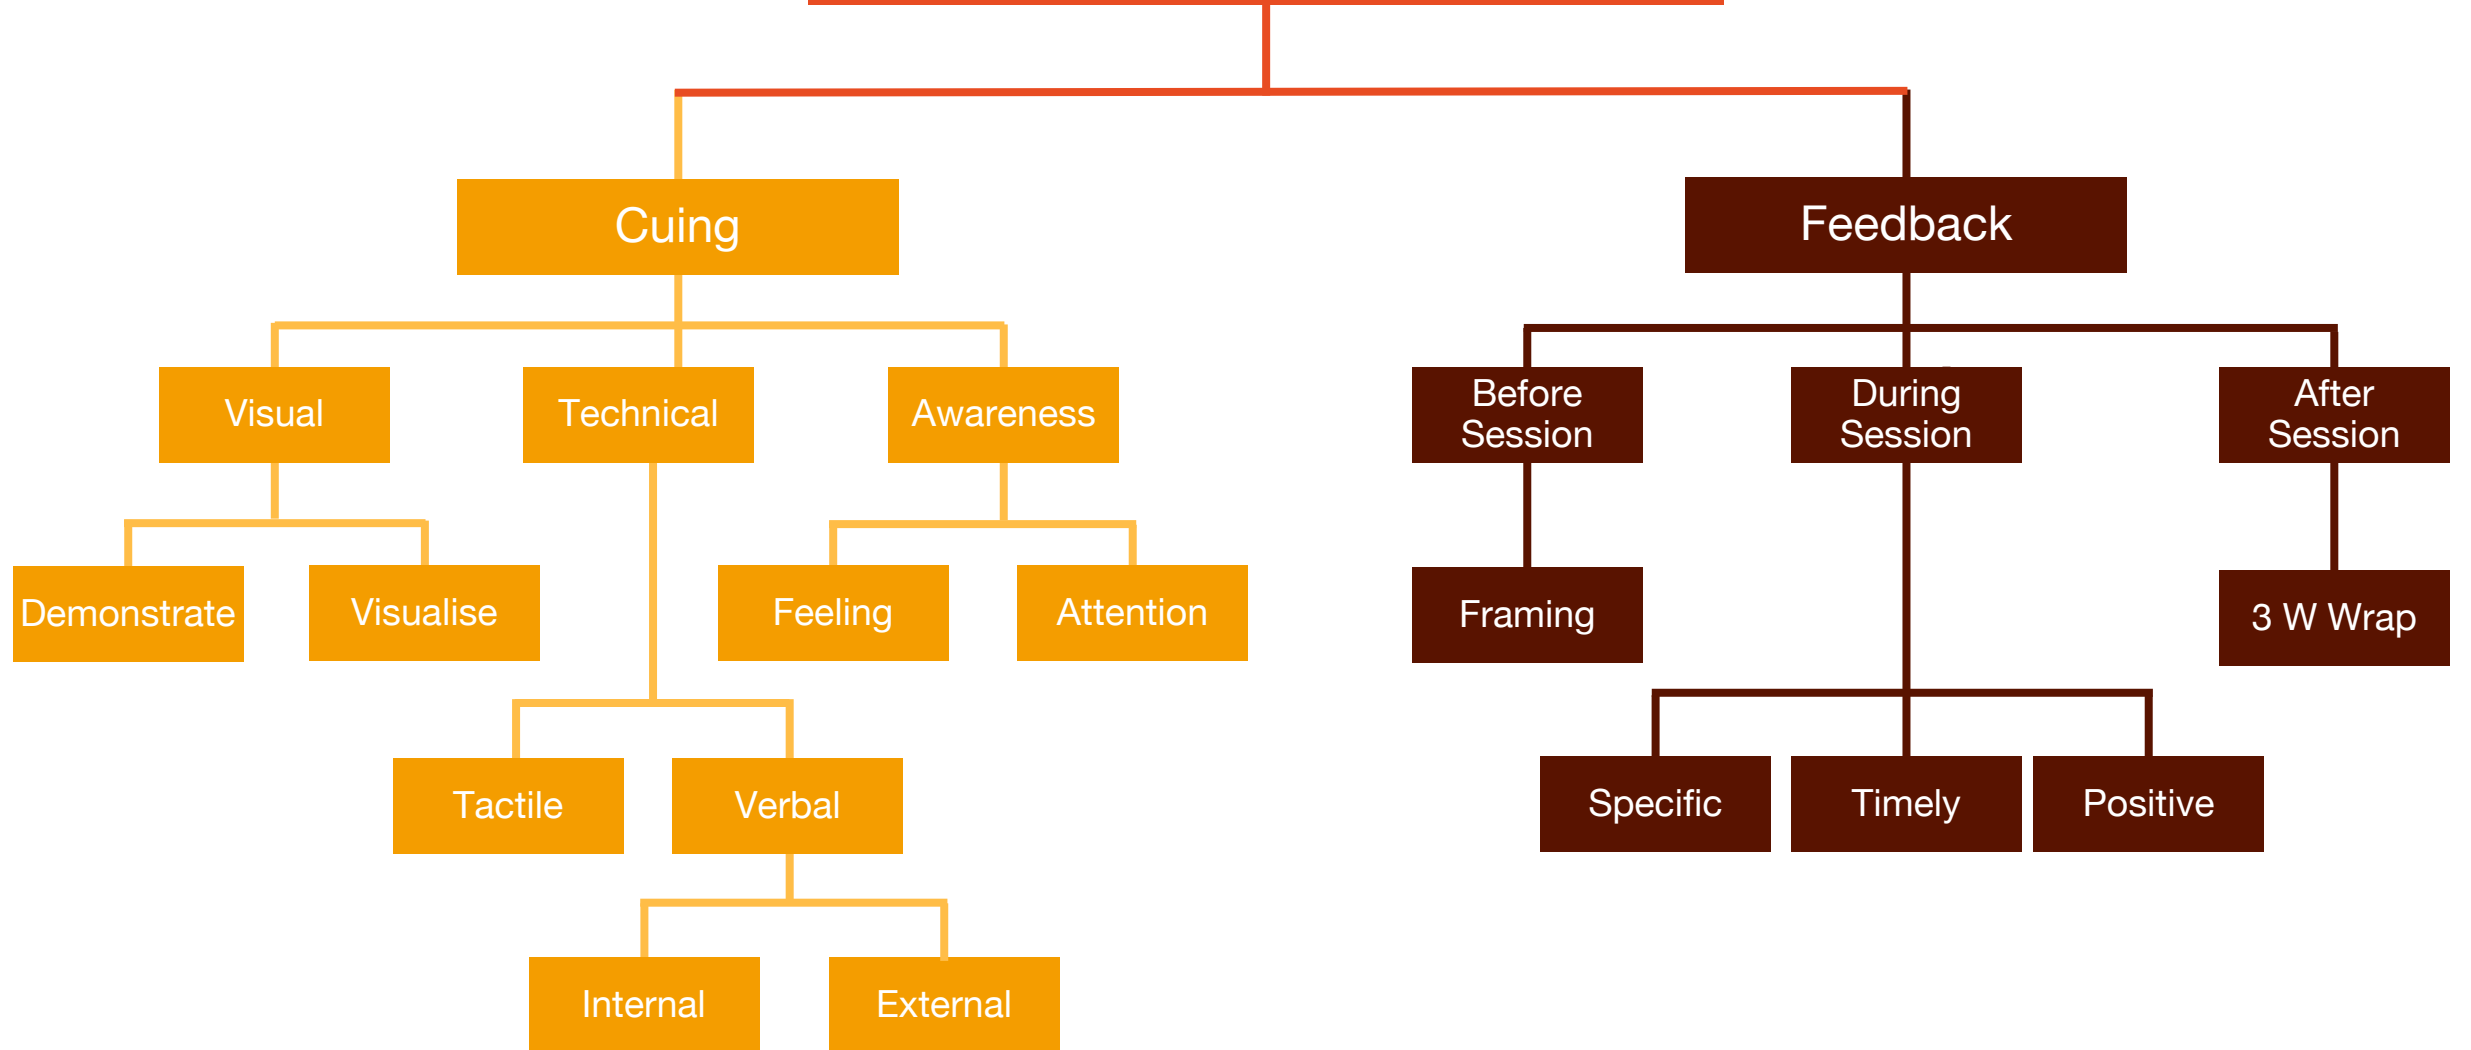 Cuing
Feedback
Visual
Technical
Awareness
Before
Session
During
Session
After
Session
Demonstrate
Visualise
Feeling
Attention
Framing
3 W Wrap
Tactile
Verbal
Specific
Timely
Positive
Internal
External